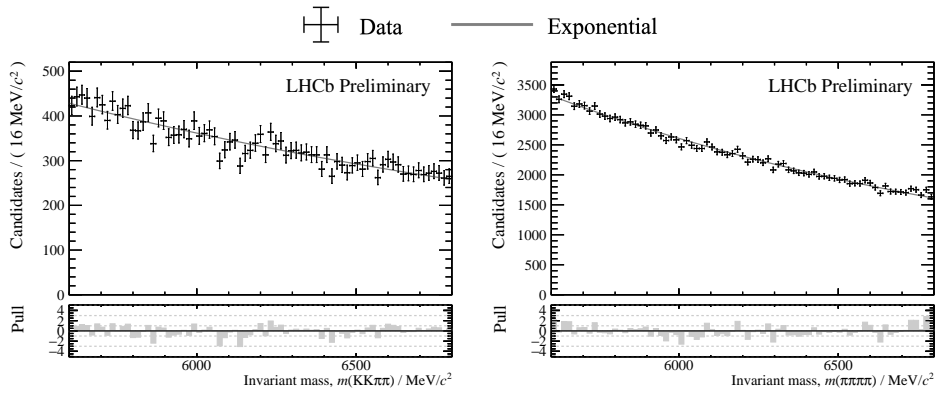 Data Exponential
LHCb Preliminary
Candidates / ( 16 MeV/c² )
500
400
300
200
100
0
Pull
4
2
0
−2
−4
6000 6500
Invariant mass, m(KKππ) / MeV/c²
LHCb Preliminary
Candidates / ( 16 MeV/c² )
3500
3000
2500
2000
1500
1000
500
0
Pull
4
2
0
−2
−4
6000 6500
Invariant mass, m(ππππ) / MeV/c²